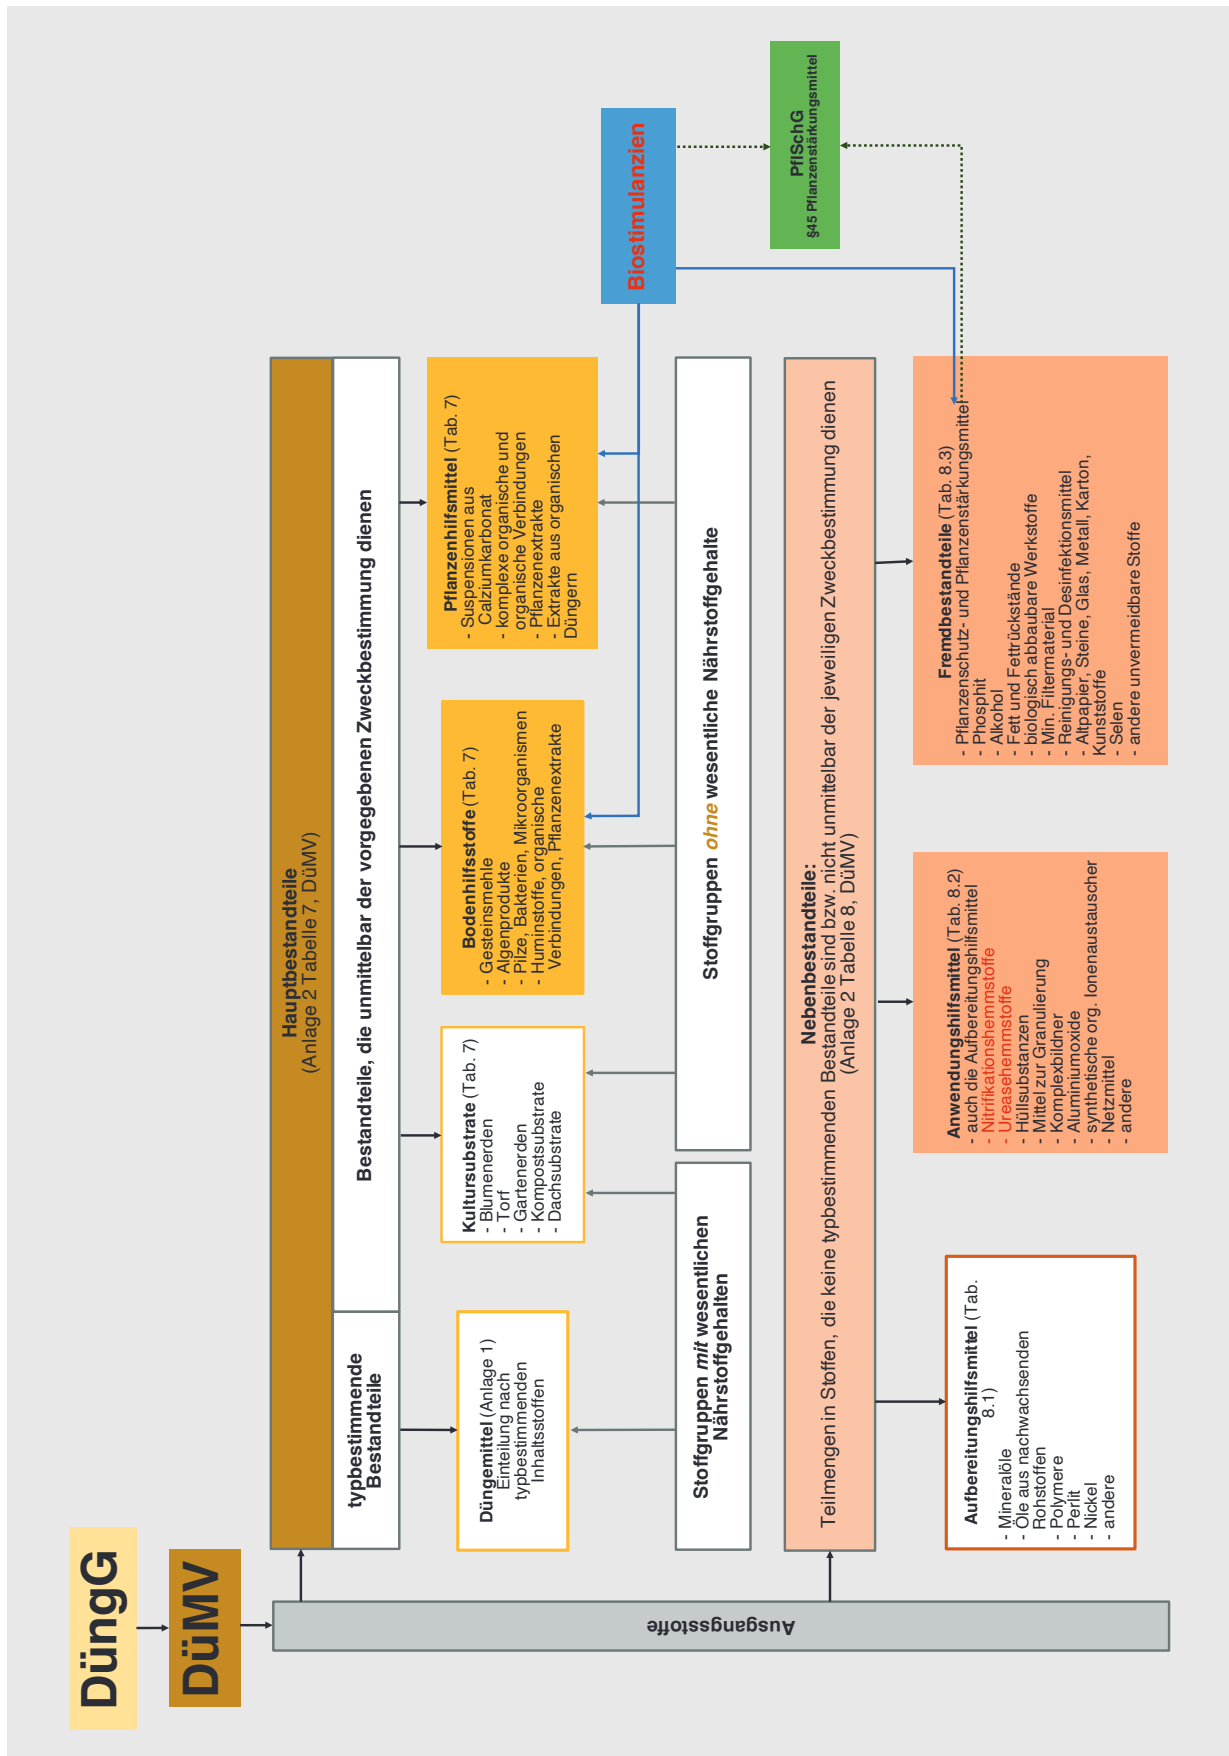 DüngG
DüMV
Ausgangsstoffe
Hauptbestandteile
(Anlage 2 Tabelle 7, DüMV)
typbestimmende
Bestandteile
Bestandteile, die unmittelbar der vorgegebenen Zweckbestimmung dienen
Düngemittel (Anlage 1)
Einteilung nach
typbestimmenden
Inhaltsstoffen
Kultursubstrate (Tab. 7)
- Blumenerden
- Torf
- Gartenerden
- Kompostsubstrate
- Dachsubstrate
Bodenhilfsstoffe (Tab. 7)
- Gesteinsmehle
- Algenprodukte
- Pilze, Bakterien, Mikroorganismen
- Huminstoffe, organische
Verbindungen, Pflanzenextrakte
Pflanzenhilfsmittel (Tab. 7)
- Suspensionen aus
Calziumkarbonat
- komplexe organische und
organische Verbindungen
- Pflanzenextrakte
- Extrakte aus organischen
Düngern
Biostimulanzien
PflSchG
§45 Pflanzenstärkungsmittel
Stoffgruppen mit wesentlichen
Nährstoffgehalten
Stoffgruppen ohne wesentliche Nährstoffgehalte
Nebenbestandteile:
Teilmengen in Stoffen, die keine typbestimmenden Bestandteile sind bzw. nicht unmittelbar der jeweiligen Zweckbestimmung dienen
(Anlage 2 Tabelle 8, DüMV)
Aufbereitungshilfsmittel (Tab.
8.1)
- Mineralöle
- Öle aus nachwachsenden
Rohstoffen
- Polymere
- Perlit
- Nickel
- andere
Anwendungshilfsmittel (Tab. 8.2)
- auch die Aufbereitungshilfsmittel
- Nitrifikationshemmstoffe
- Ureasehemmstoffe
- Hüllsubstanzen
- Mittel zur Granulierung
- Komplexbildner
- Aluminiumoxide
- synthetische org. Ionenaustauscher
- Netzmittel
- andere
Fremdbestandteile (Tab. 8.3)
- Pflanzenschutz- und Pflanzenstärkungsmittel
- Phosphit
- Alkohol
- Fett und Fettrückstände
- biologisch abbaubare Werkstoffe
- Min. Filtermaterial
- Reinigungs- und Desinfektionsmittel
- Altpapier, Steine, Glas, Metall, Karton,
Kunststoffe
- Selen
- andere unvermeidbare Stoffe